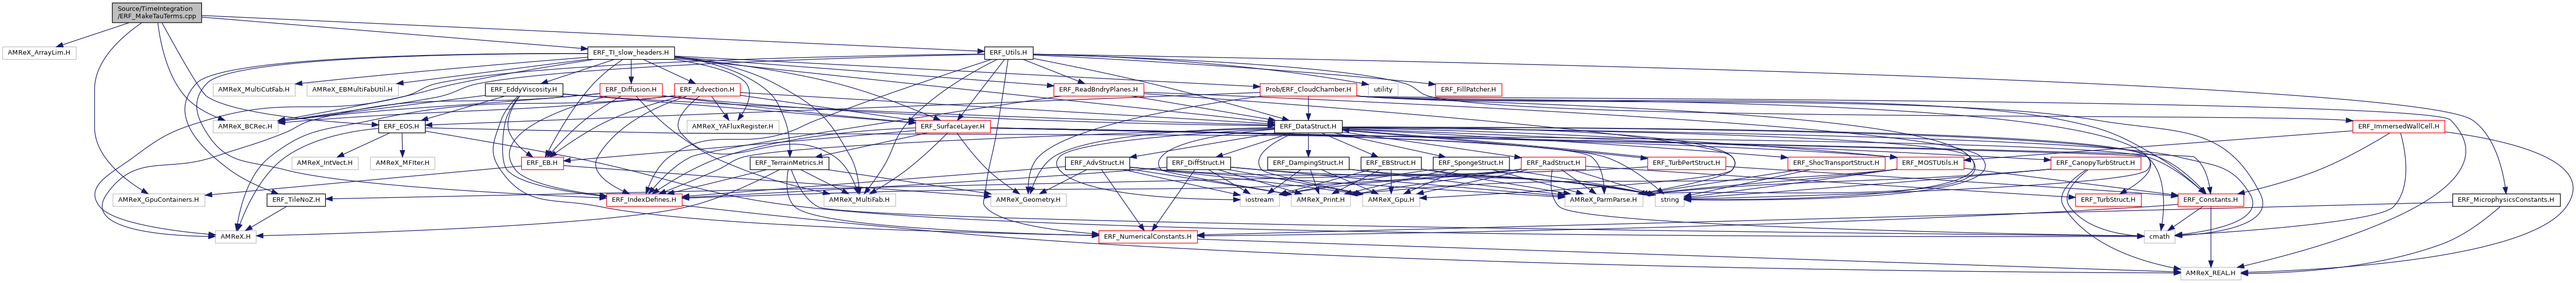 Source/TimeIntegration
/ERF_MakeTauTerms.cpp
AMReX_ArrayLim.H
ERF_TI_slow_headers.H
ERF_Utils.H
AMReX_MultiCutFab.H
AMReX_EBMultiFabUtil.H
ERF_EddyViscosity.H
ERF_Diffusion.H
ERF_Advection.H
ERF_ReadBndryPlanes.H
Prob/ERF_CloudChamber.H
utility
ERF_FillPatcher.H
AMReX_BCRec.H
ERF_EOS.H
AMReX_YAFluxRegister.H
ERF_SurfaceLayer.H
ERF_DataStruct.H
ERF_ImmersedWallCell.H
AMReX_IntVect.H
AMReX_MFIter.H
ERF_EB.H
ERF_TerrainMetrics.H
ERF_AdvStruct.H
ERF_DiffStruct.H
ERF_DampingStruct.H
ERF_EBStruct.H
ERF_SpongeStruct.H
ERF_RadStruct.H
ERF_TurbPertStruct.H
ERF_ShocTransportStruct.H
ERF_MOSTUtils.H
ERF_CanopyTurbStruct.H
AMReX_GpuContainers.H
ERF_TileNoZ.H
ERF_IndexDefines.H
AMReX_MultiFab.H
AMReX_Geometry.H
iostream
AMReX_Print.H
AMReX_Gpu.H
AMReX_ParmParse.H
string
ERF_TurbStruct.H
ERF_Constants.H
ERF_MicrophysicsConstants.H
AMReX.H
ERF_NumericalConstants.H
cmath
AMReX_REAL.H